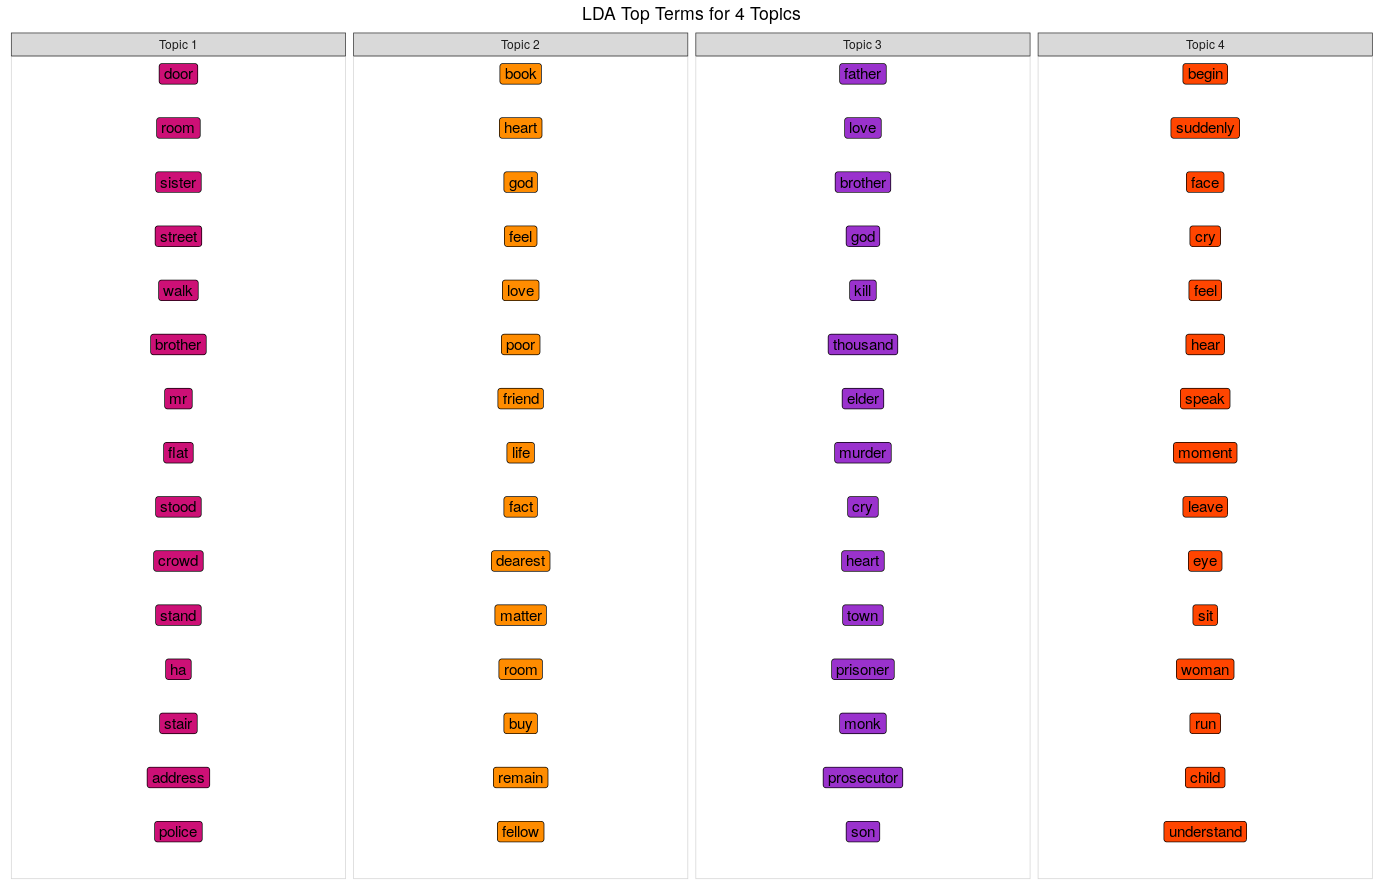 LDA Top Terms for 4 Topics
Topic 1 Topic 2 Topic 3 Topic 4
door book father begin
room heart love suddenly
sister god brother face
street feel god cry
walk love kill feel
brother poor thousand hear
mr friend elder speak
flat life murder moment
stood fact cry leave
crowd dearest heart eye
stand matter town sit
ha room prisoner woman
stair buy monk run
address remain prosecutor child
police fellow son understand